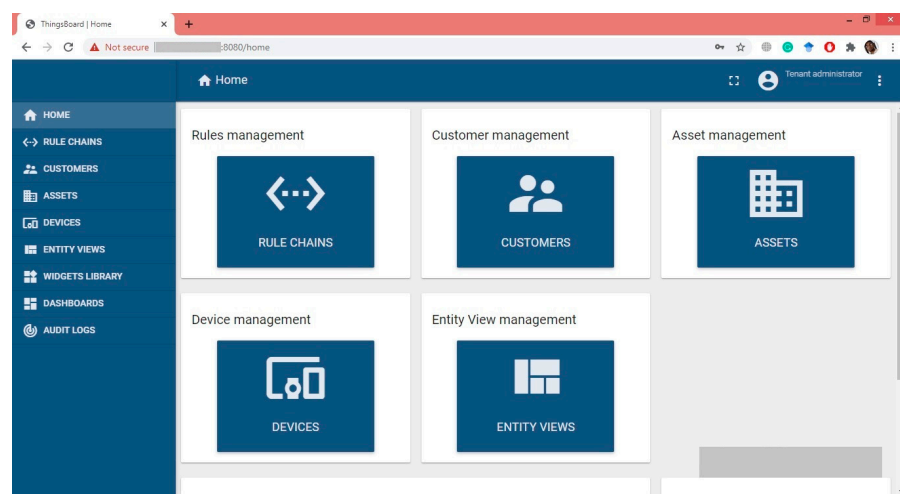 ThingsBoard | Home
Not secure
:8080/home
Home
Tenant administrator
HOME
RULE CHAINS
CUSTOMERS
ASSETS
DEVICES
ENTITY VIEWS
WIDGETS LIBRARY
DASHBOARDS
AUDIT LOGS
Rules management
Customer management
Asset management
RULE CHAINS
CUSTOMERS
ASSETS
Device management
Entity View management
DEVICES
ENTITY VIEWS